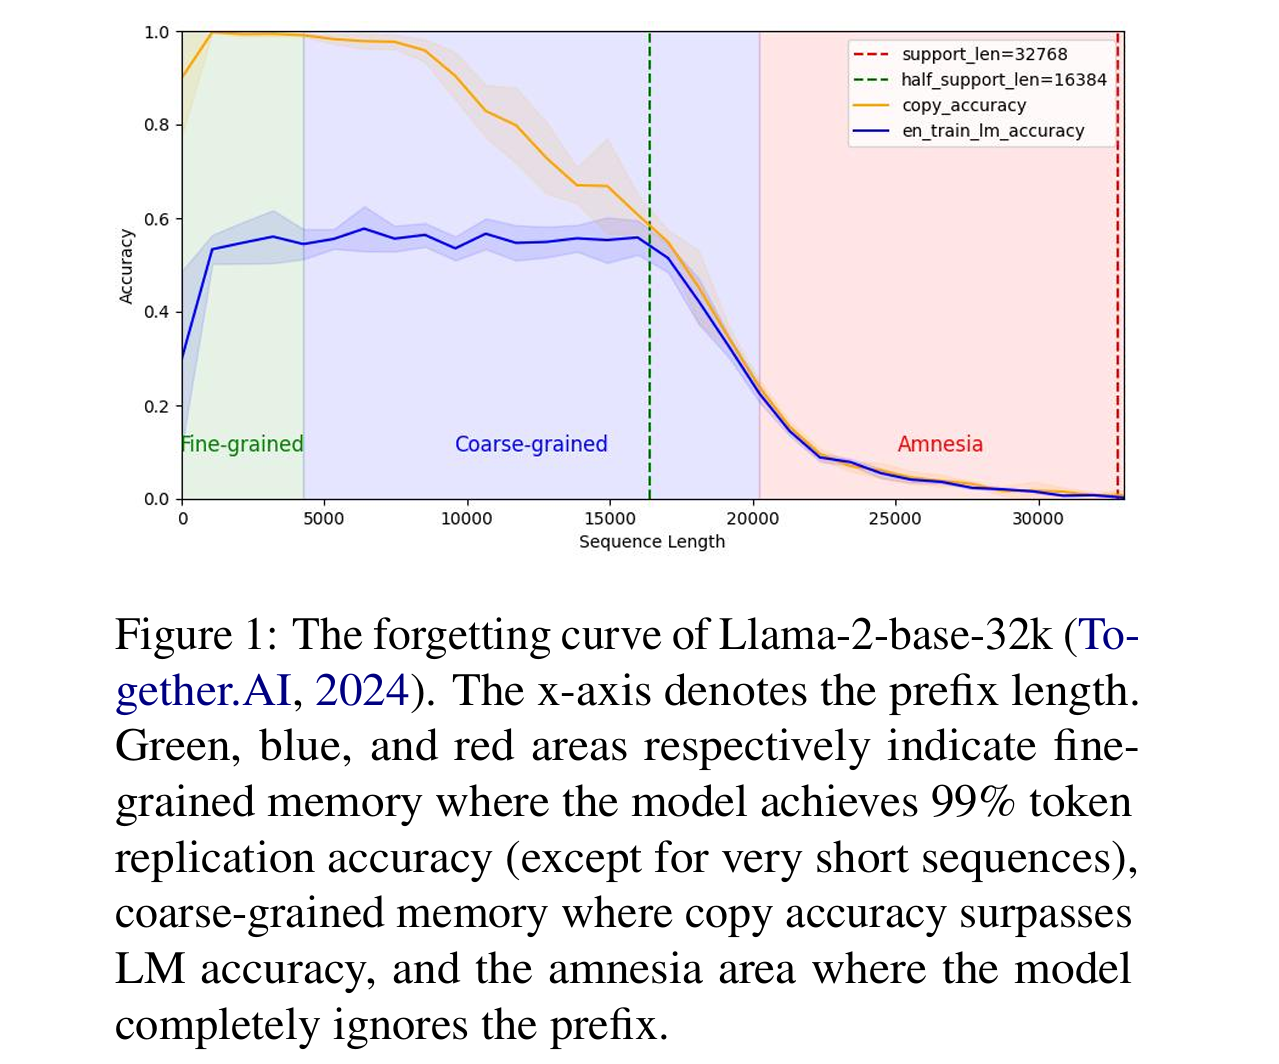 1.0
0.8
0.6
0.4
0.2
0.0
Accuracy
support_len=32768
half_support_len=16384
copy_accuracy
en_train_lm_accuracy
Fine-grained
Coarse-grained
Amnesia
0 5000 10000 15000 20000 25000 30000
Sequence Length
Figure 1: The forgetting curve of Llama-2-base-32k (To-
gether.AI, 2024). The x-axis denotes the prefix length.
Green, blue, and red areas respectively indicate fine-
grained memory where the model achieves 99% token
replication accuracy (except for very short sequences),
coarse-grained memory where copy accuracy surpasses
LM accuracy, and the amnesia area where the model
completely ignores the prefix.